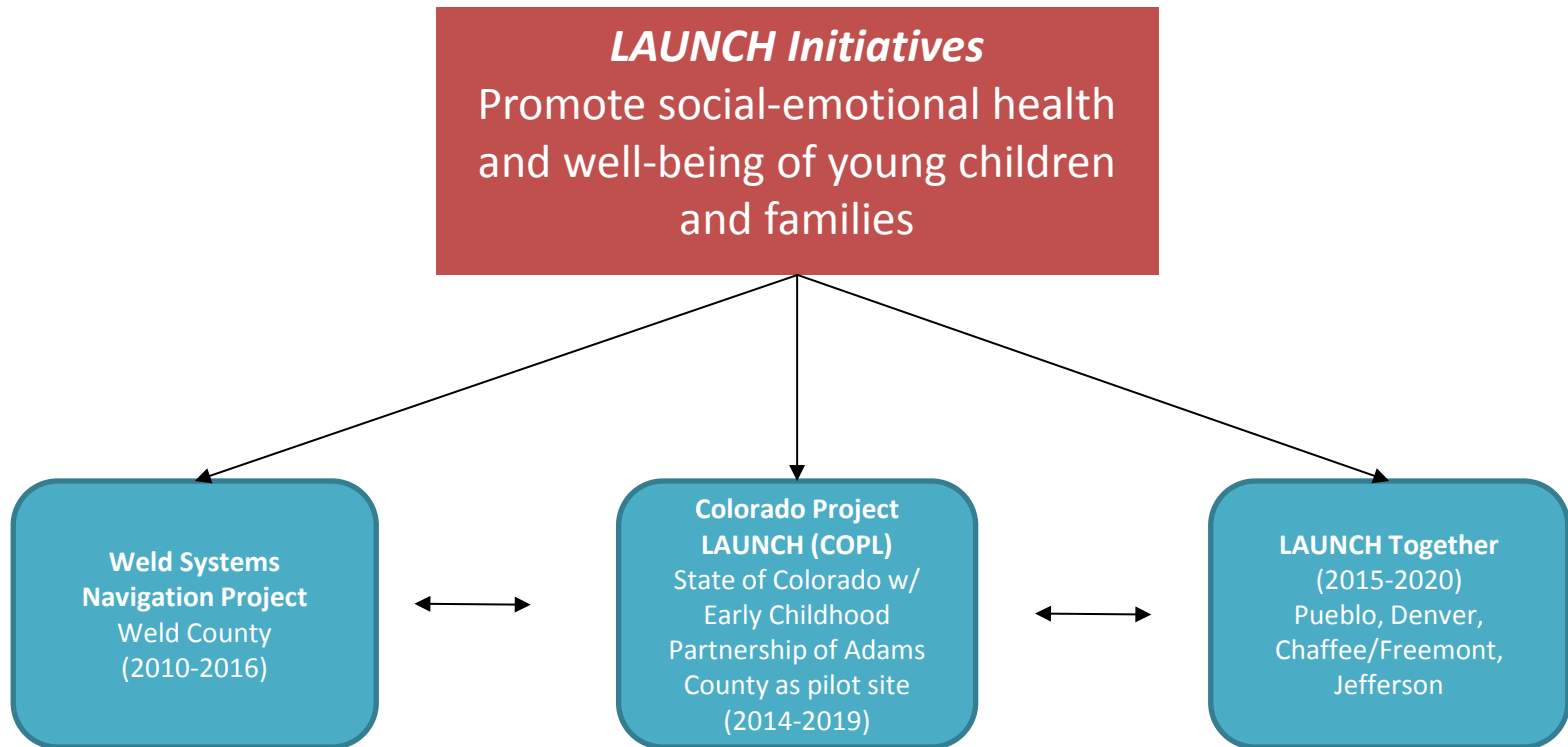 LAUNCH Initiatives
Promote social-emotional health
and well-being of young children
and families
Weld Systems
Navigation Project
Weld County
(2010-2016)
Colorado Project
LAUNCH (COPL)
State of Colorado w/
Early Childhood
Partnership of Adams
County as pilot site
(2014-2019)
LAUNCH Together
(2015-2020)
Pueblo, Denver,
Chaffee/Freemont,
Jefferson